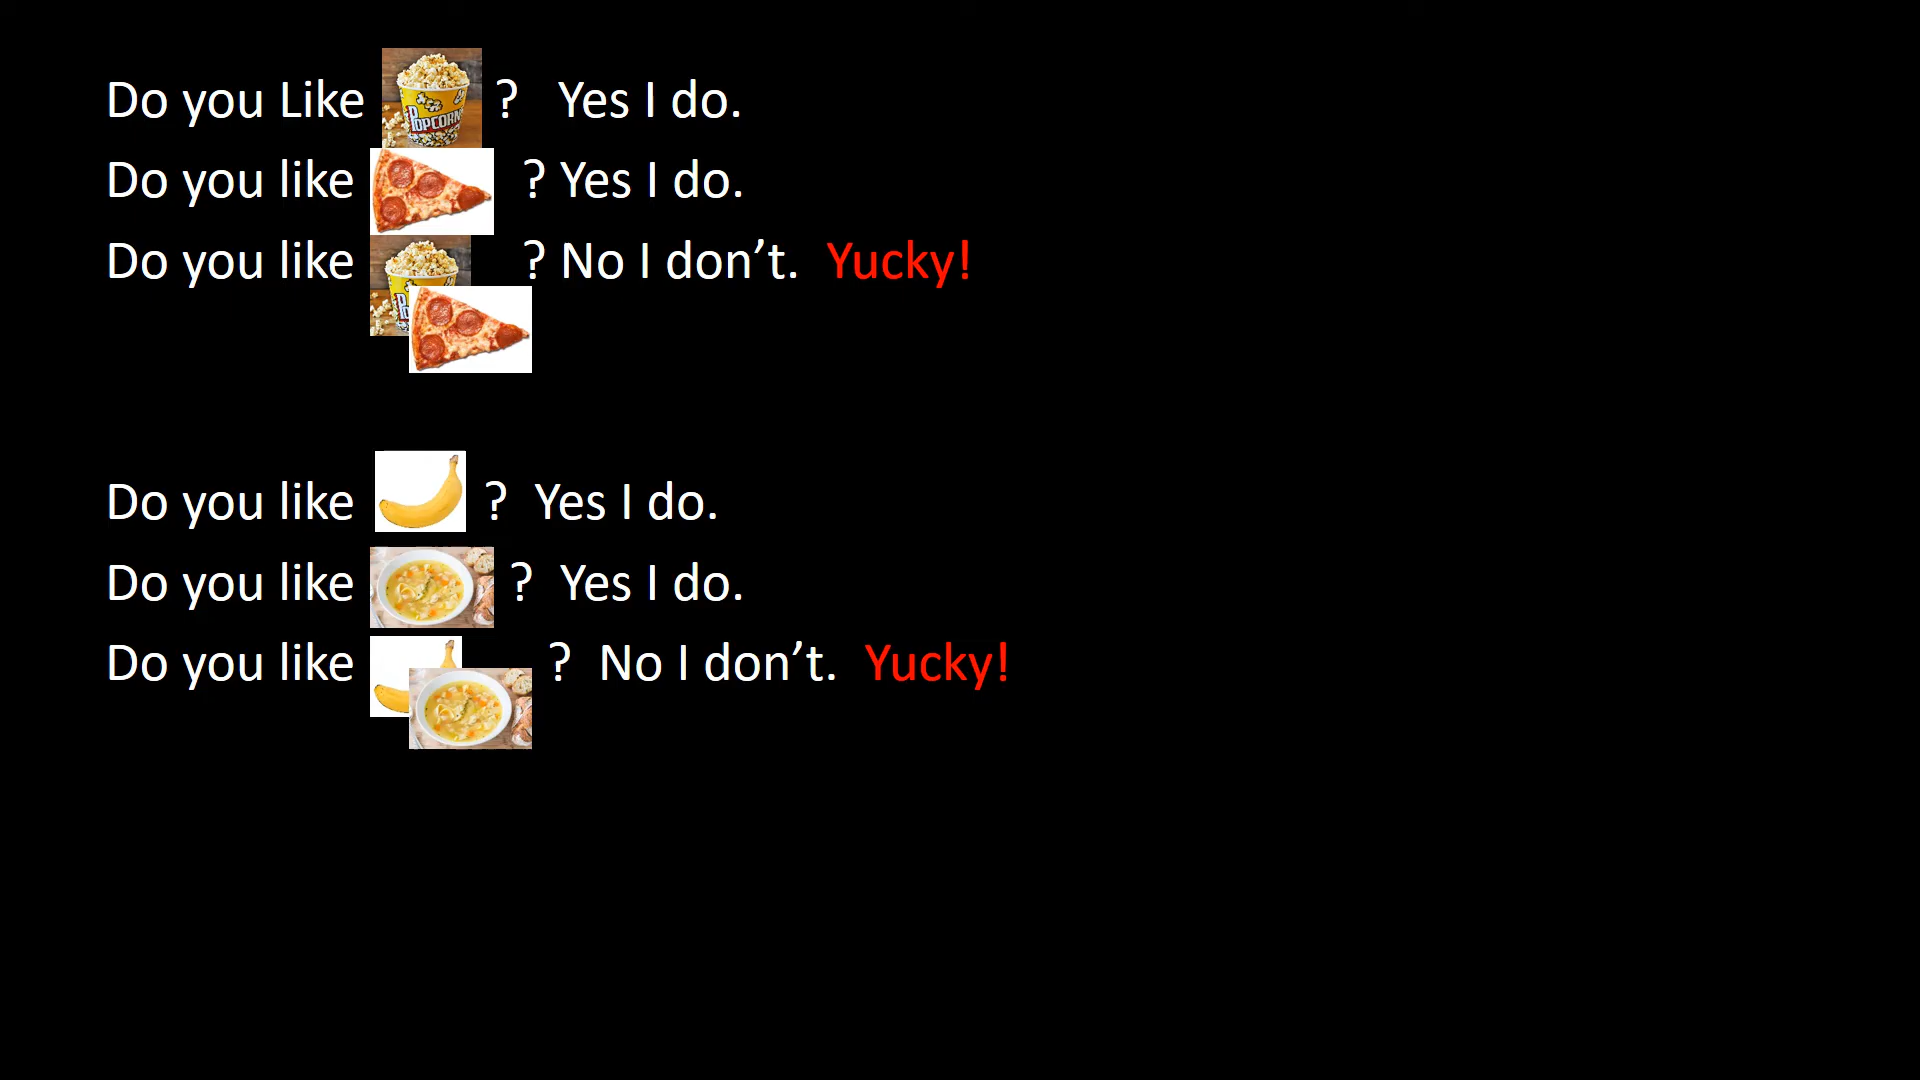 Do you Like POPCORN ? Yes I do.
Do you like ? Yes I do.
Do you like ? No I don’t. Yucky!
Do you like ? Yes I do.
Do you like ? Yes I do.
Do you like ? No I don’t. Yucky!